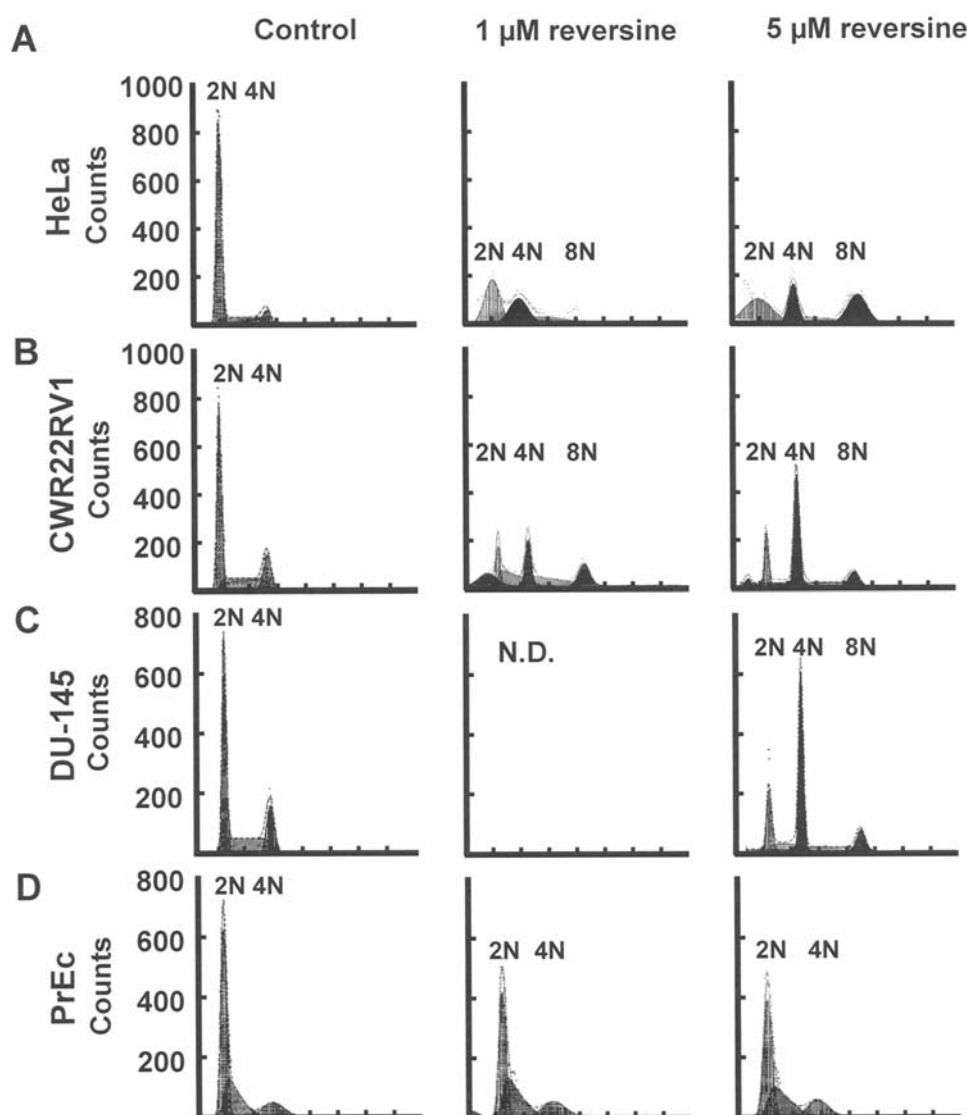 A Control 1 µM reversine 5 µM reversine
HeLa
Counts
1000
800
600
400
200
2N 4N
2N 4N 8N
2N 4N 8N
B
CWR22RV1
Counts
1000
800
600
400
200
2N 4N
2N 4N 8N
2N 4N 8N
C
DU-145
Counts
800
600
400
200
2N 4N
N.D.
2N 4N 8N
D
PrEc
Counts
800
600
400
200
2N 4N
2N 4N
2N 4N